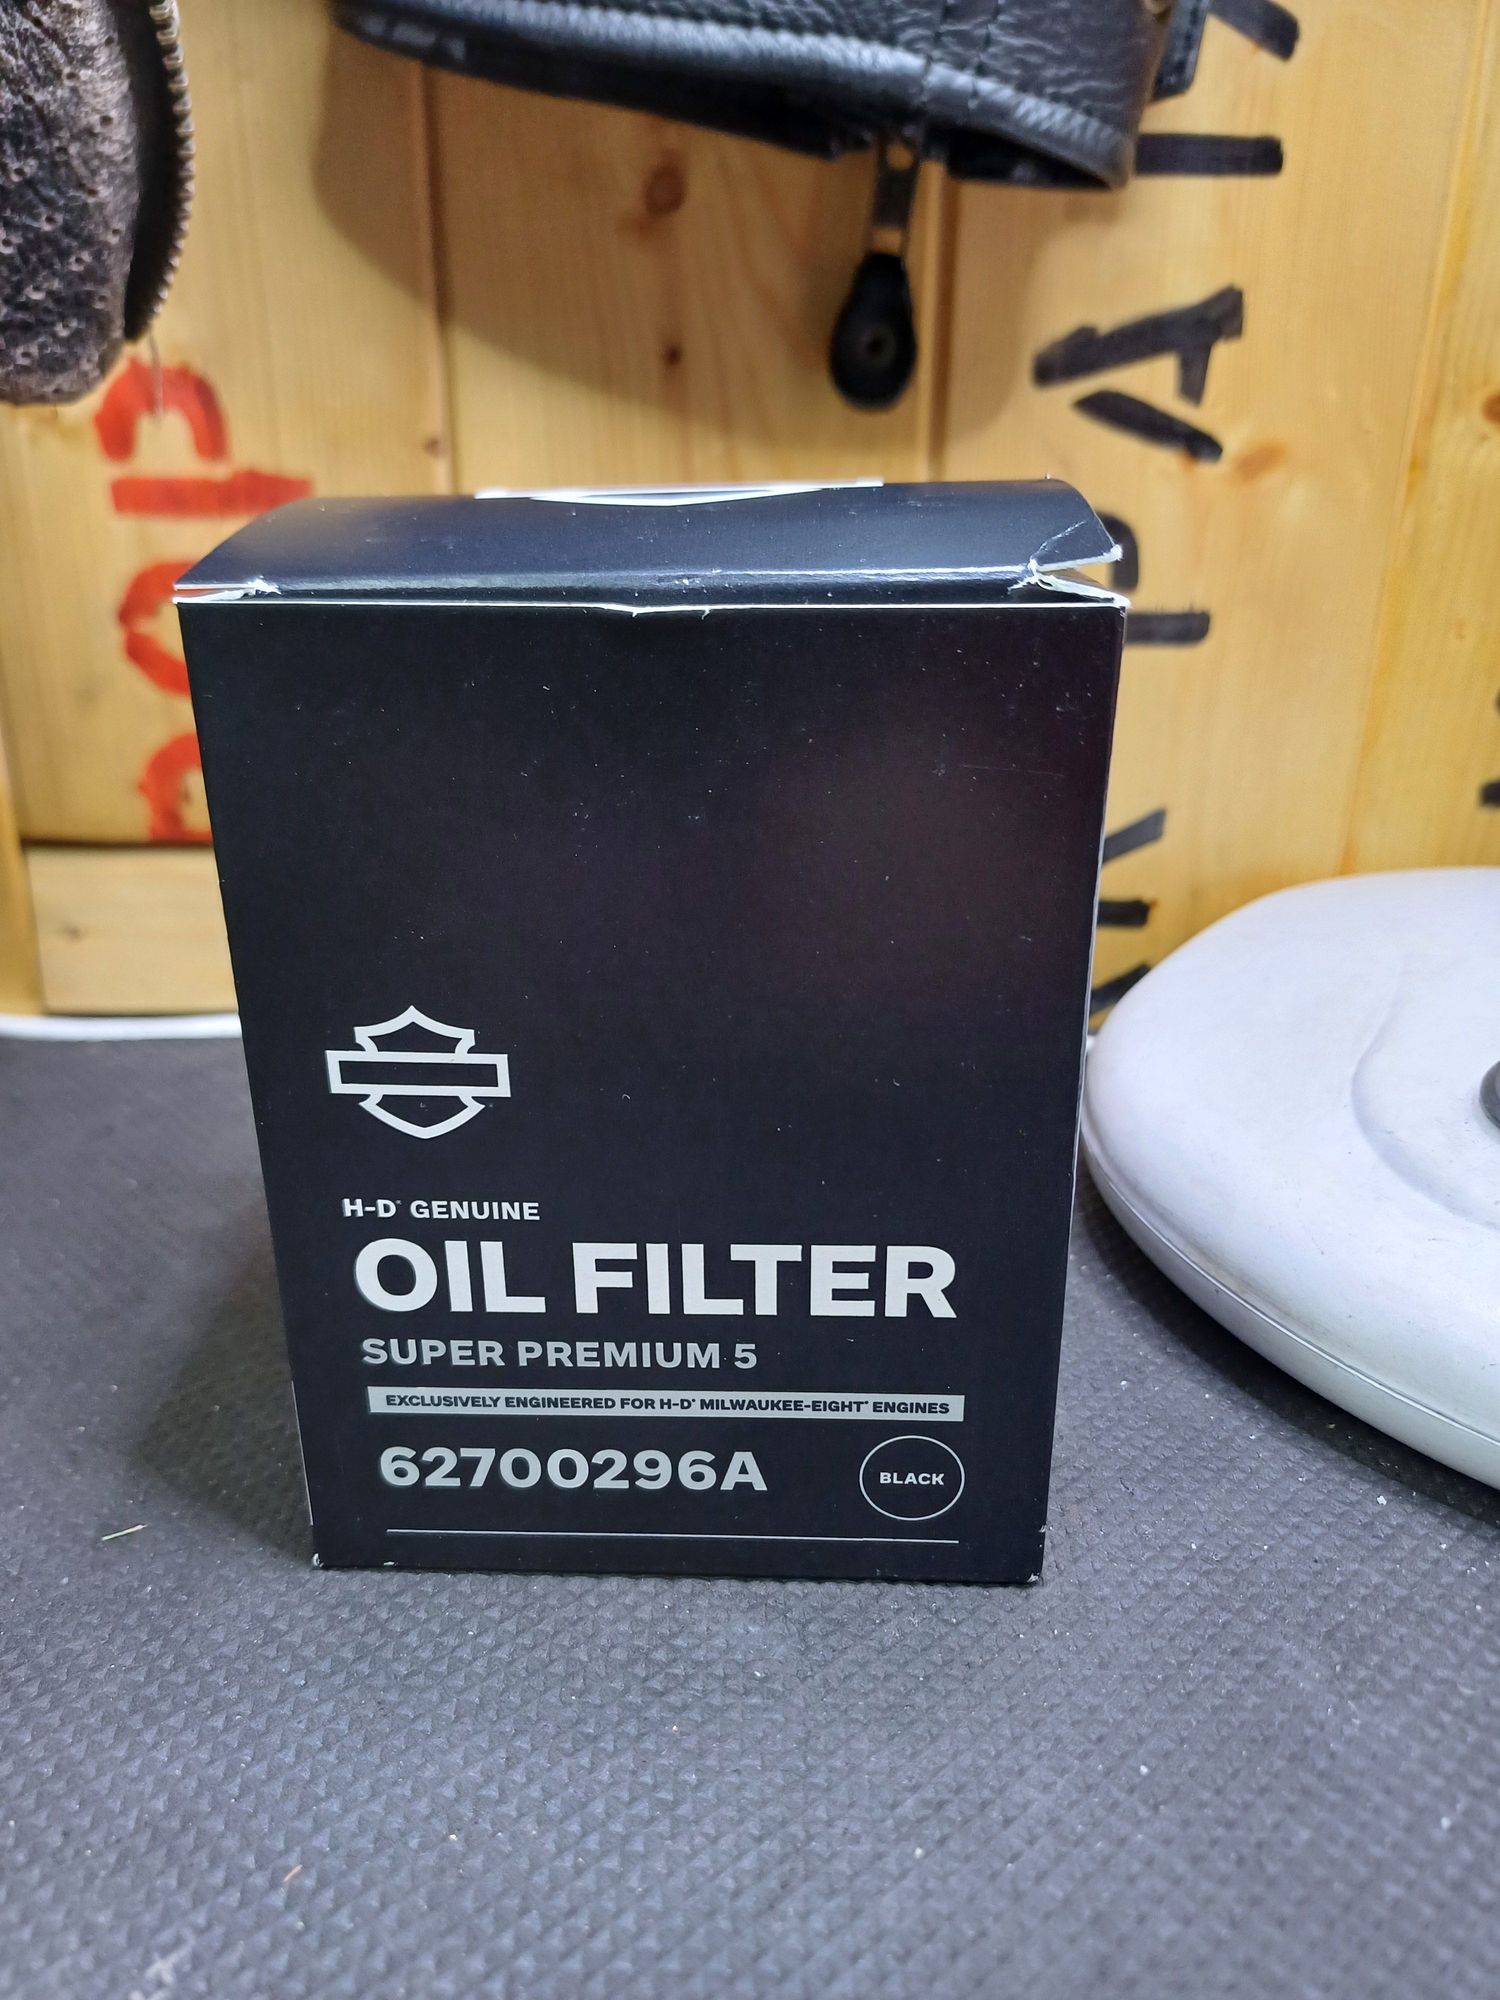 H-D® GENUINE
OIL FILTER
SUPER PREMIUM 5
EXCLUSIVELY ENGINEERED FOR H-D® MILWAUKEE-EIGHT® ENGINES
62700296A
BLACK